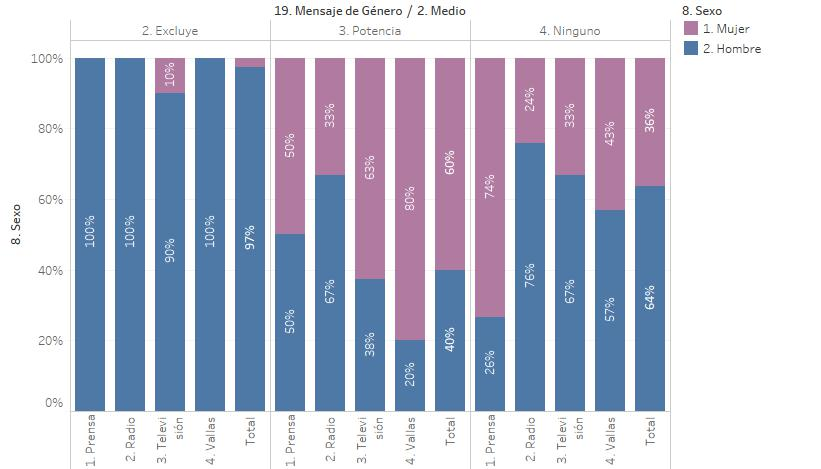 19. Mensaje de Género / 2. Medio
8. Sexo
1. Mujer
2. Hombre
2. Excluye
3. Potencia
4. Ninguno
8. Sexo
100%
80%
60%
40%
20%
0%
100%
100%
10%
90%
100%
97%
50%
50%
33%
67%
63%
38%
80%
20%
60%
40%
74%
26%
24%
76%
33%
67%
43%
57%
36%
64%
1. Prensa
2. Radio
3. Televi
sión
4. Vallas
Total
1. Prensa
2. Radio
3. Televi
sión
4. Vallas
Total
1. Prensa
2. Radio
3. Televi
sión
4. Vallas
Total